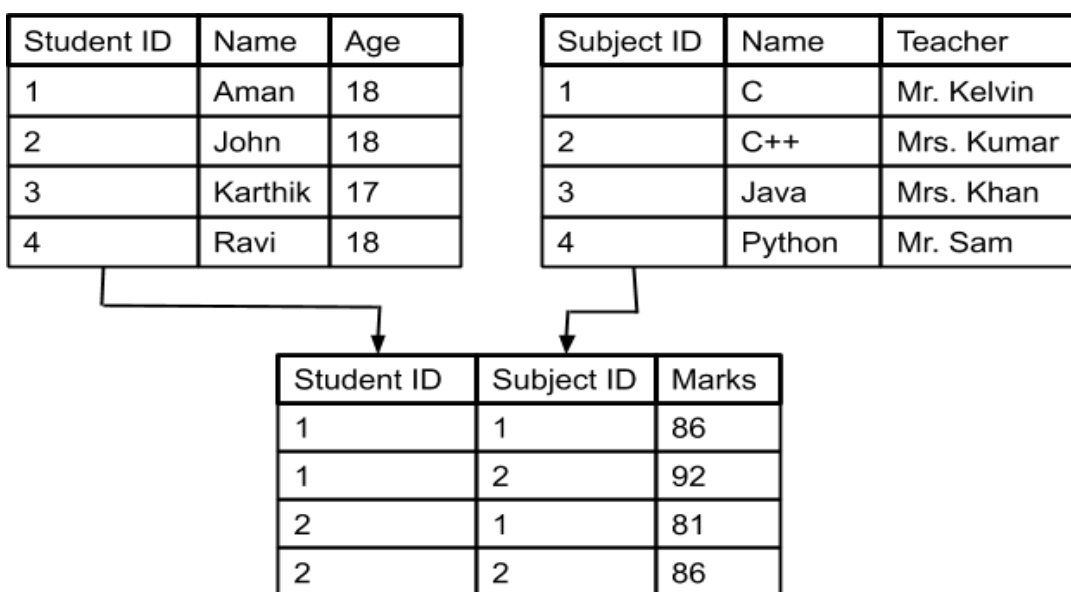 Student ID Name Age
1 Aman 18
2 John 18
3 Karthik 17
4 Ravi 18
Subject ID Name Teacher
1 C Mr. Kelvin
2 C++ Mrs. Kumar
3 Java Mrs. Khan
4 Python Mr. Sam
Student ID Subject ID Marks
1 1 86
1 2 92
2 1 81
2 2 86